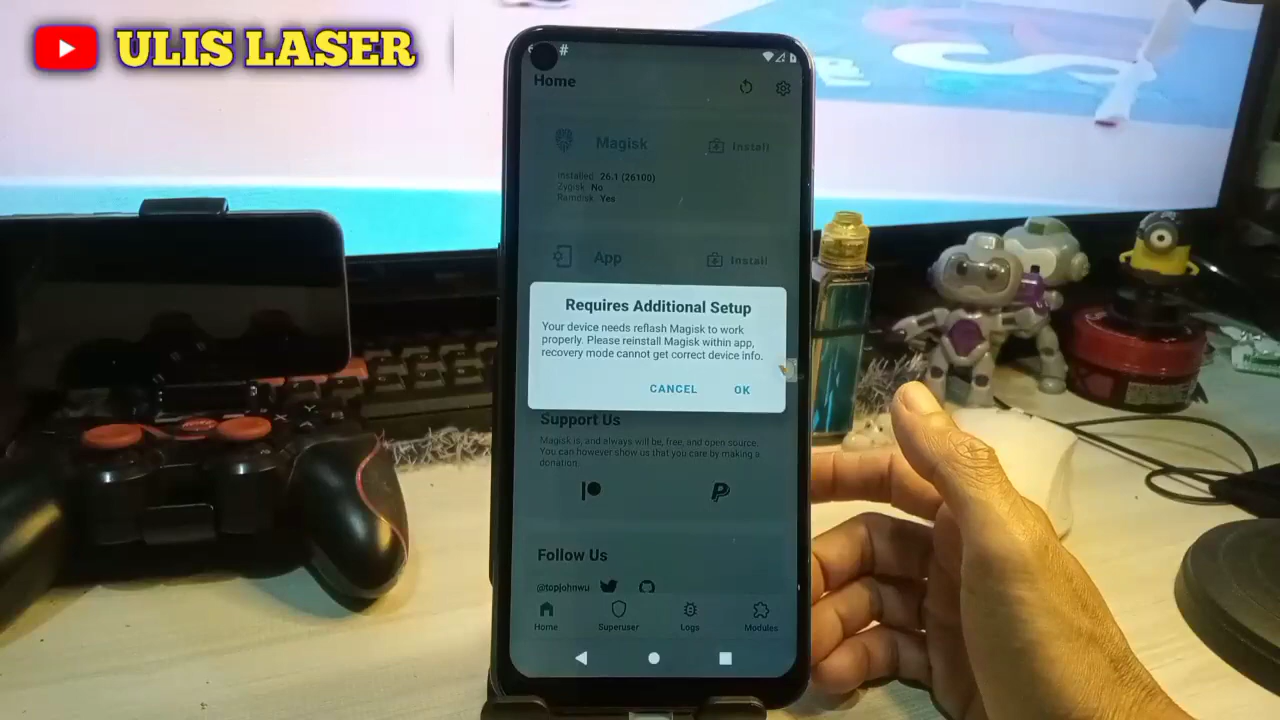 ULIS LASER
#
Home
Magisk
Install
Installed: 26.1 (26100)
Zygisk: No
Ramdisk: Yes
App
Install
Requires Additional Setup
Your device needs reflash Magisk to work
properly. Please reinstall Magisk within app,
recovery mode cannot get correct device info.
CANCEL
OK
Support Us
Magisk is, and always will be, free, and open source.
You can however show us that you care by making a
donation.
Follow Us
@topjohnwu
Home
Superuser
Logs
Modules